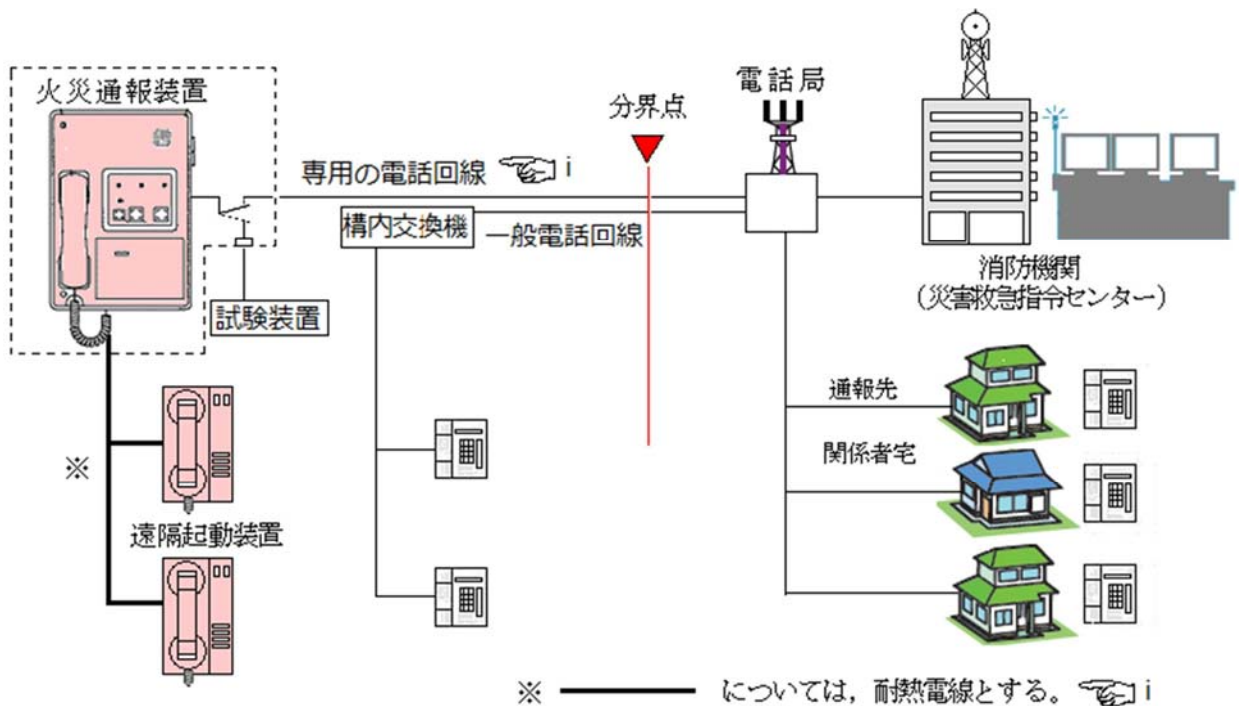 火災通報装置
電話局
分界点
専用の電話回線 i
構内交換機
一般電話回線
試験装置
消防機関
(災害救急指令センター)
通報先
関係者宅
※
遠隔起動装置
※ については，耐熱電線とする。 i